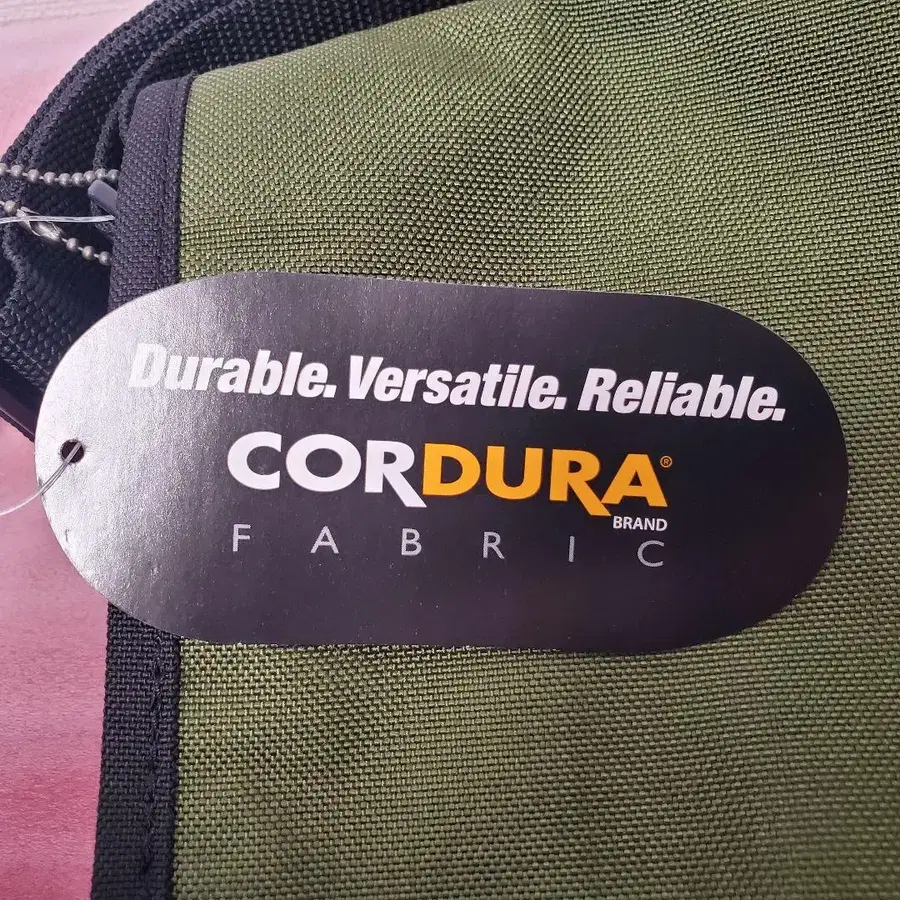 Durable. Versatile. Reliable.
CORDURA®
BRAND
FABRIC